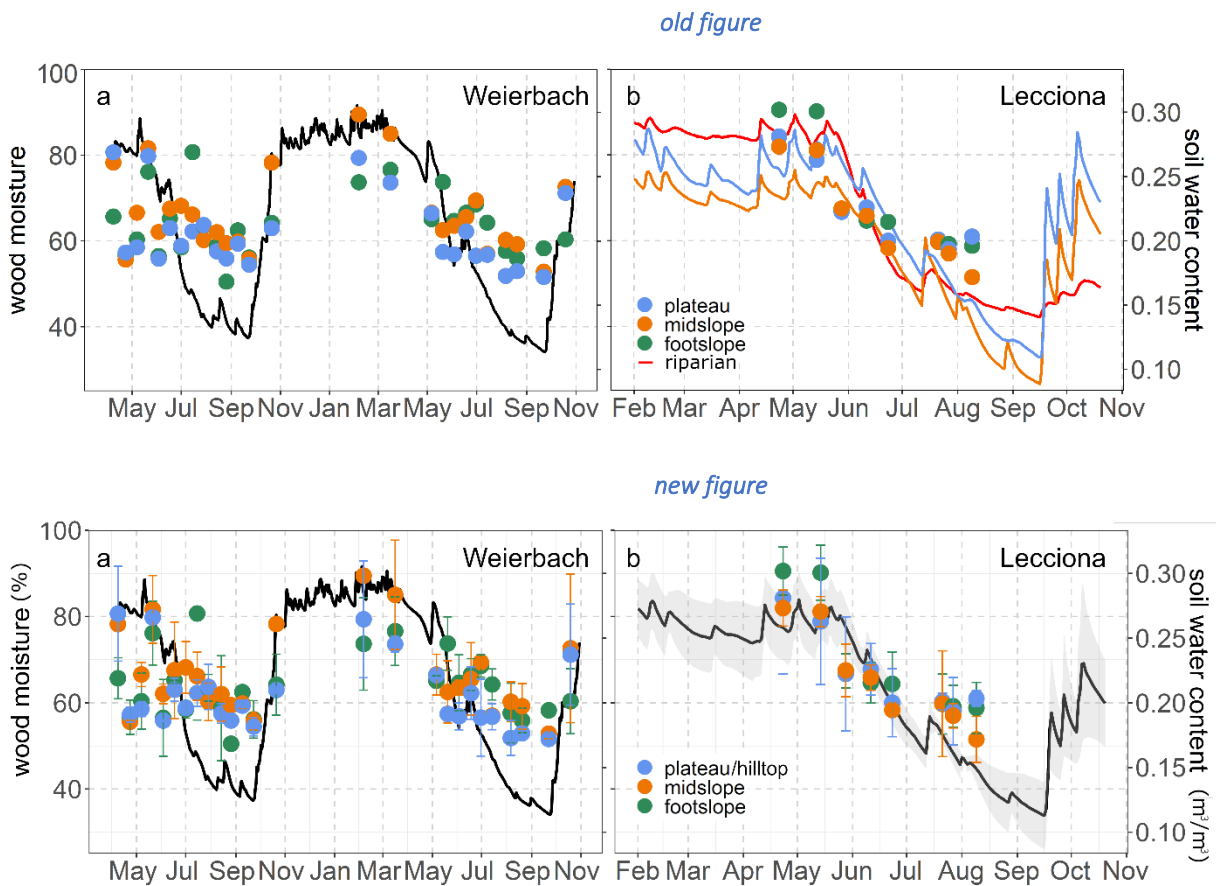 old figure
a
Weierbach
b
Lecciona
wood moisture
100
80
60
40
0.30
0.25
0.20
0.15
0.10
soil water content
plateau
midslope
footslope
riparian
May Jul Sep Nov Jan Mar May Jul Sep Nov
Feb Mar Apr May Jun Jul Aug Sep Oct Nov
new figure
a
Weierbach
b
Lecciona
wood moisture (%)
100
80
60
40
0.30
0.25
0.20
0.15
0.10
soil water content (m³/m³)
plateau/hilltop
midslope
footslope
May Jul Sep Nov Jan Mar May Jul Sep Nov
Feb Mar Apr May Jun Jul Aug Sep Oct Nov